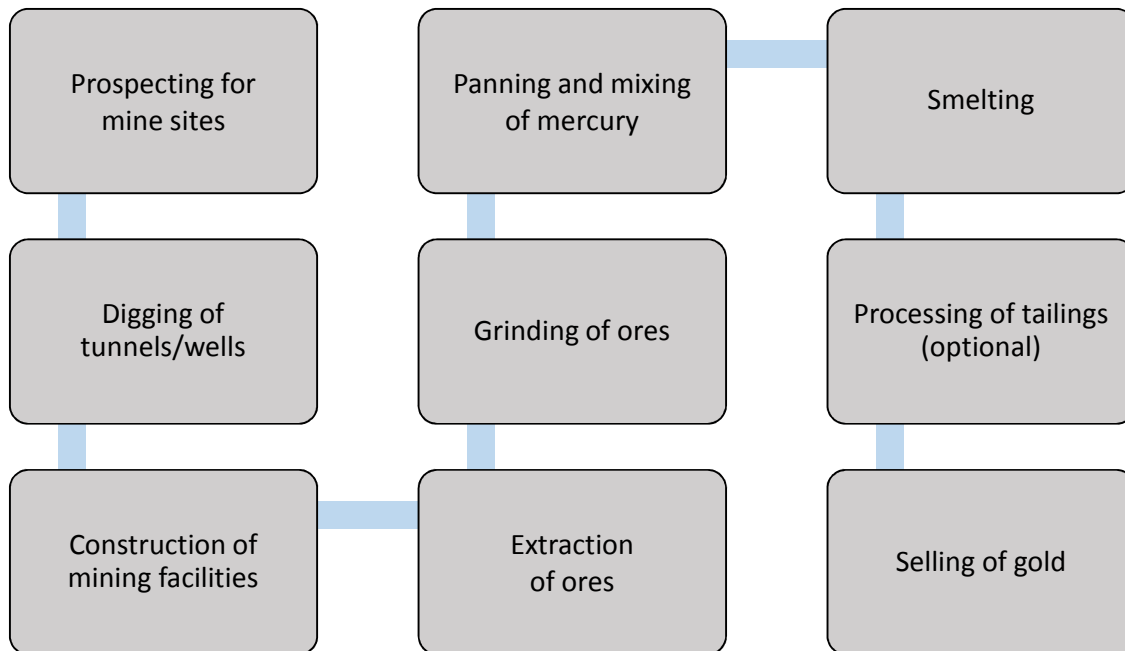 Prospecting for
mine sites
Digging of
tunnels/wells
Construction of
mining facilities
Extraction
of ores
Grinding of ores
Panning and mixing
of mercury
Smelting
Processing of tailings
(optional)
Selling of gold